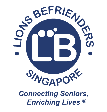 LIONS BEFRIENDERS
LB
SINGAPORE
Connecting Seniors,
Enriching Lives®